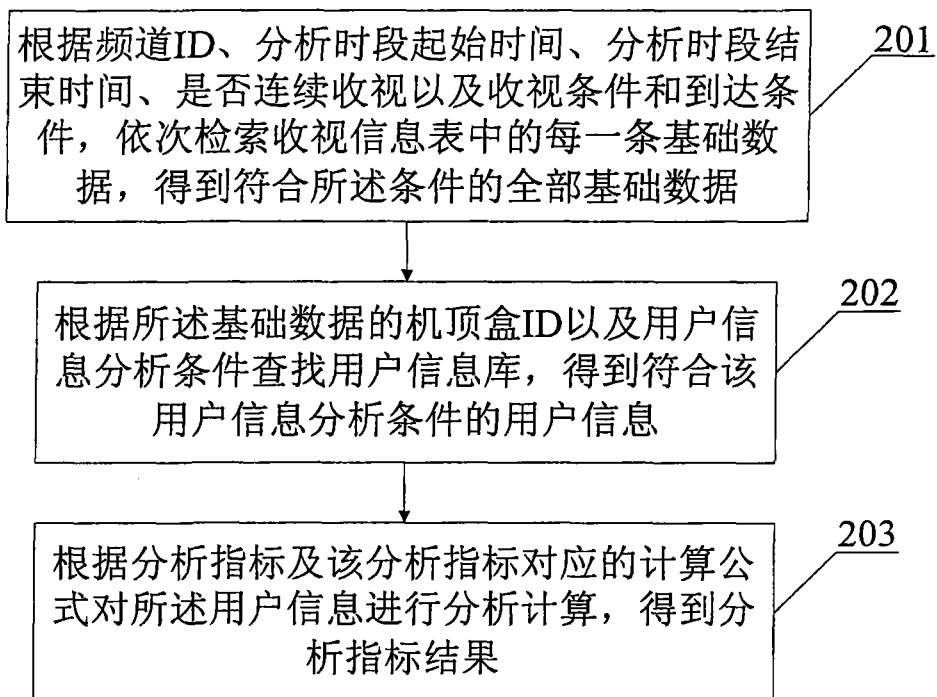 根据频道ID、分析时段起始时间、分析时段结
束时间、是否连续收视以及收视条件和到达条
件，依次检索收视信息表中的每一条基础数
据，得到符合所述条件的全部基础数据
201
根据所述基础数据的机顶盒ID以及用户信
息分析条件查找用户信息库，得到符合该
用户信息分析条件的用户信息
202
根据分析指标及该分析指标对应的计算公
式对所述用户信息进行分析计算，得到分
析指标结果
203